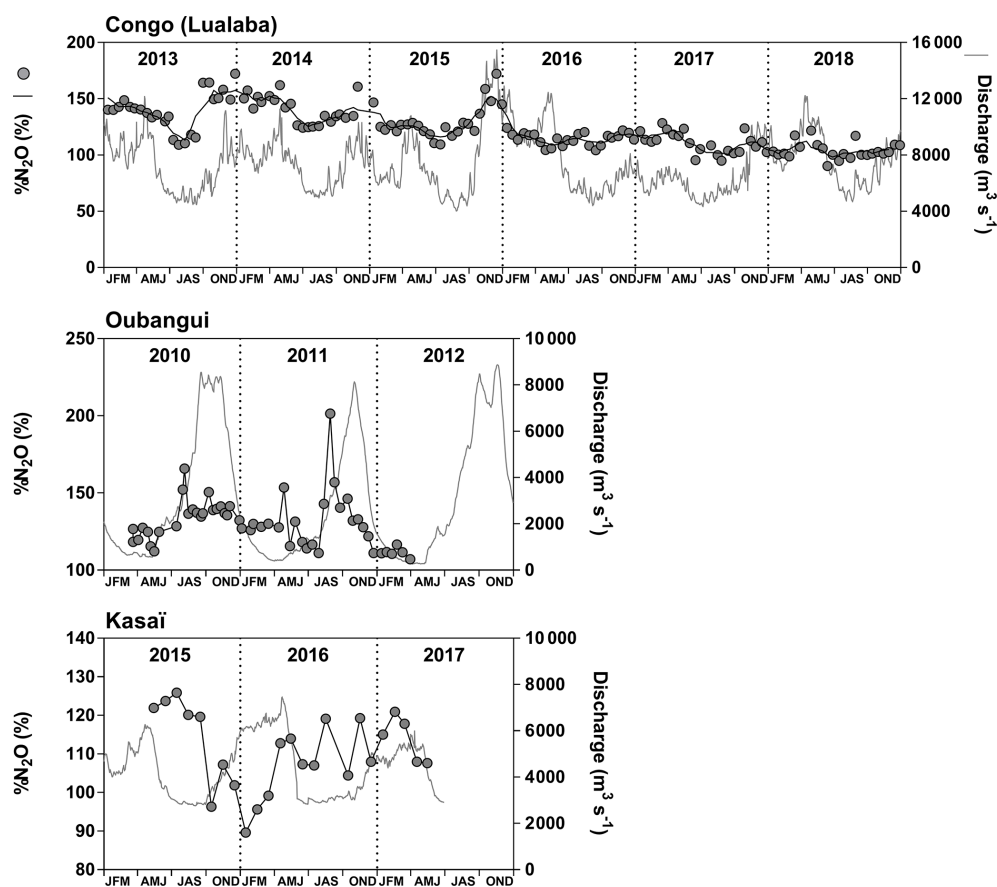 Congo (Lualaba)
200
150
100
50
0
%N₂O (%)
2013 2014 2015 2016 2017 2018
16 000
12 000
8000
4000
0
Discharge (m³ s⁻¹)
JFM AMJ JAS OND JFM AMJ JAS OND JFM AMJ JAS OND JFM AMJ JAS OND JFM AMJ JAS OND JFM AMJ JAS OND
Oubangui
250
200
150
100
%N₂O (%)
2010 2011 2012
10 000
8000
6000
4000
2000
0
Discharge (m³ s⁻¹)
JFM AMJ JAS OND JFM AMJ JAS OND JFM AMJ JAS OND
Kasaï
140
130
120
110
100
90
80
%N₂O (%)
2015 2016 2017
10 000
8000
6000
4000
2000
0
Discharge (m³ s⁻¹)
JFM AMJ JAS OND JFM AMJ JAS OND JFM AMJ JAS OND